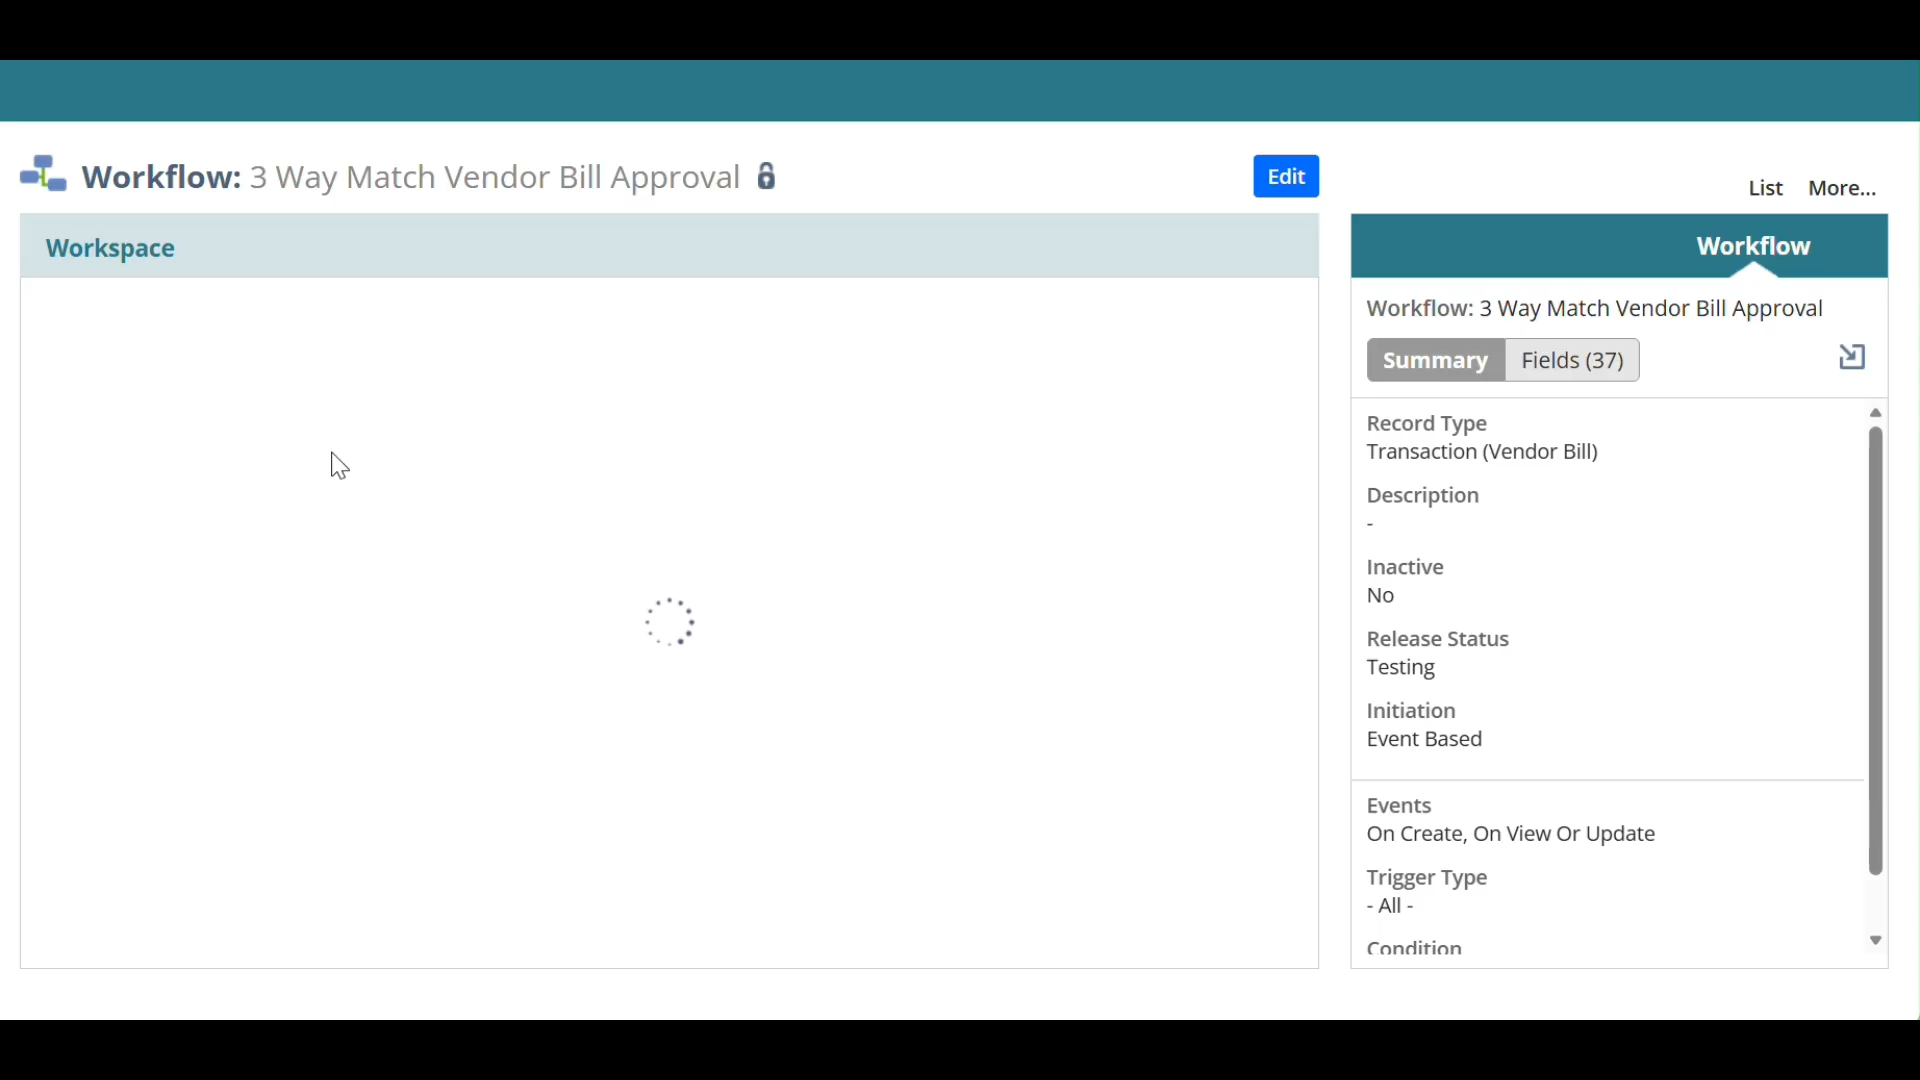 Workflow: 3 Way Match Vendor Bill Approval
Edit
List More...
Workspace
Workflow
Workflow: 3 Way Match Vendor Bill Approval
Summary Fields (37)
Record Type
Transaction (Vendor Bill)
Description
-
Inactive
No
Release Status
Testing
Initiation
Event Based
Events
On Create, On View Or Update
Trigger Type
- All -
Condition